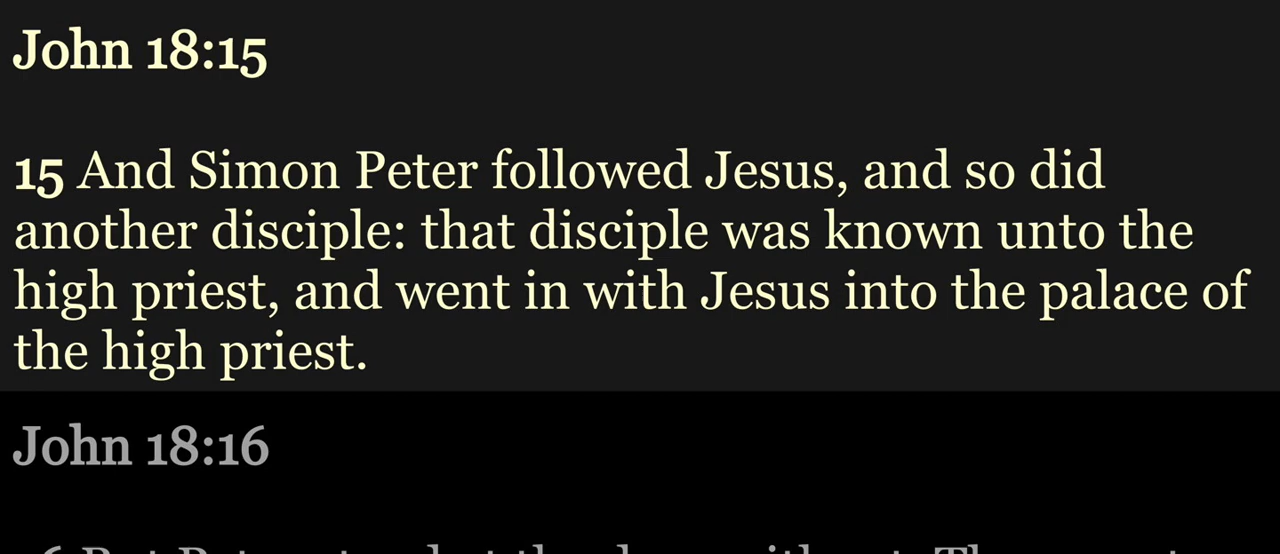 John 18:15
15 And Simon Peter followed Jesus, and so did
another disciple: that disciple was known unto the
high priest, and went in with Jesus into the palace of
the high priest.
John 18:16